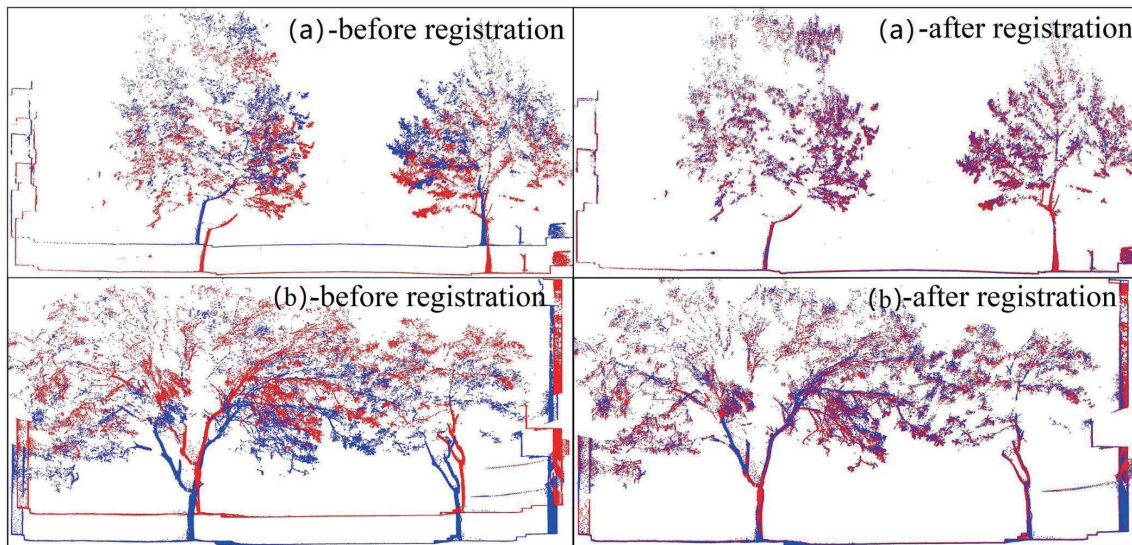 (a)-before registration
(a)-after registration
(b)-before registration
(b)-after registration